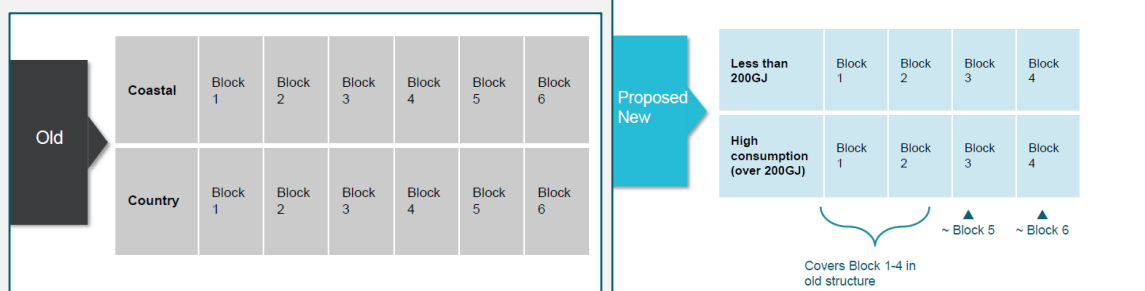 Old
Coastal
Block
1
Block
2
Block
3
Block
4
Block
5
Block
6
Country
Block
1
Block
2
Block
3
Block
4
Block
5
Block
6
Proposed
New
Less than
200GJ
Block
1
Block
2
Block
3
Block
4
High
consumption
(over 200GJ)
Block
1
Block
2
Block
3
Block
4
~ Block 5
~ Block 6
Covers Block 1-4 in
old structure